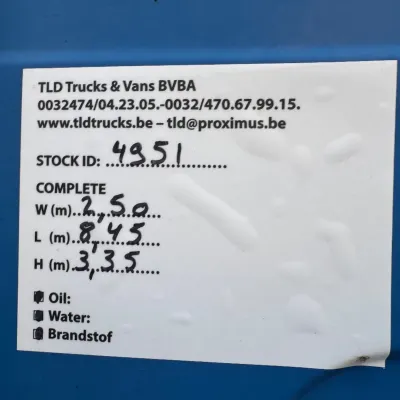 TLD Trucks & Vans BVBA
0032474/04.23.05.-0032/470.67.99.15.
www.tldtrucks.be – tld@proximus.be
STOCK ID: 4951
COMPLETE
W (m) 2,50
L (m) 8,45
H (m) 3,35
Oil:
Water:
Brandstof